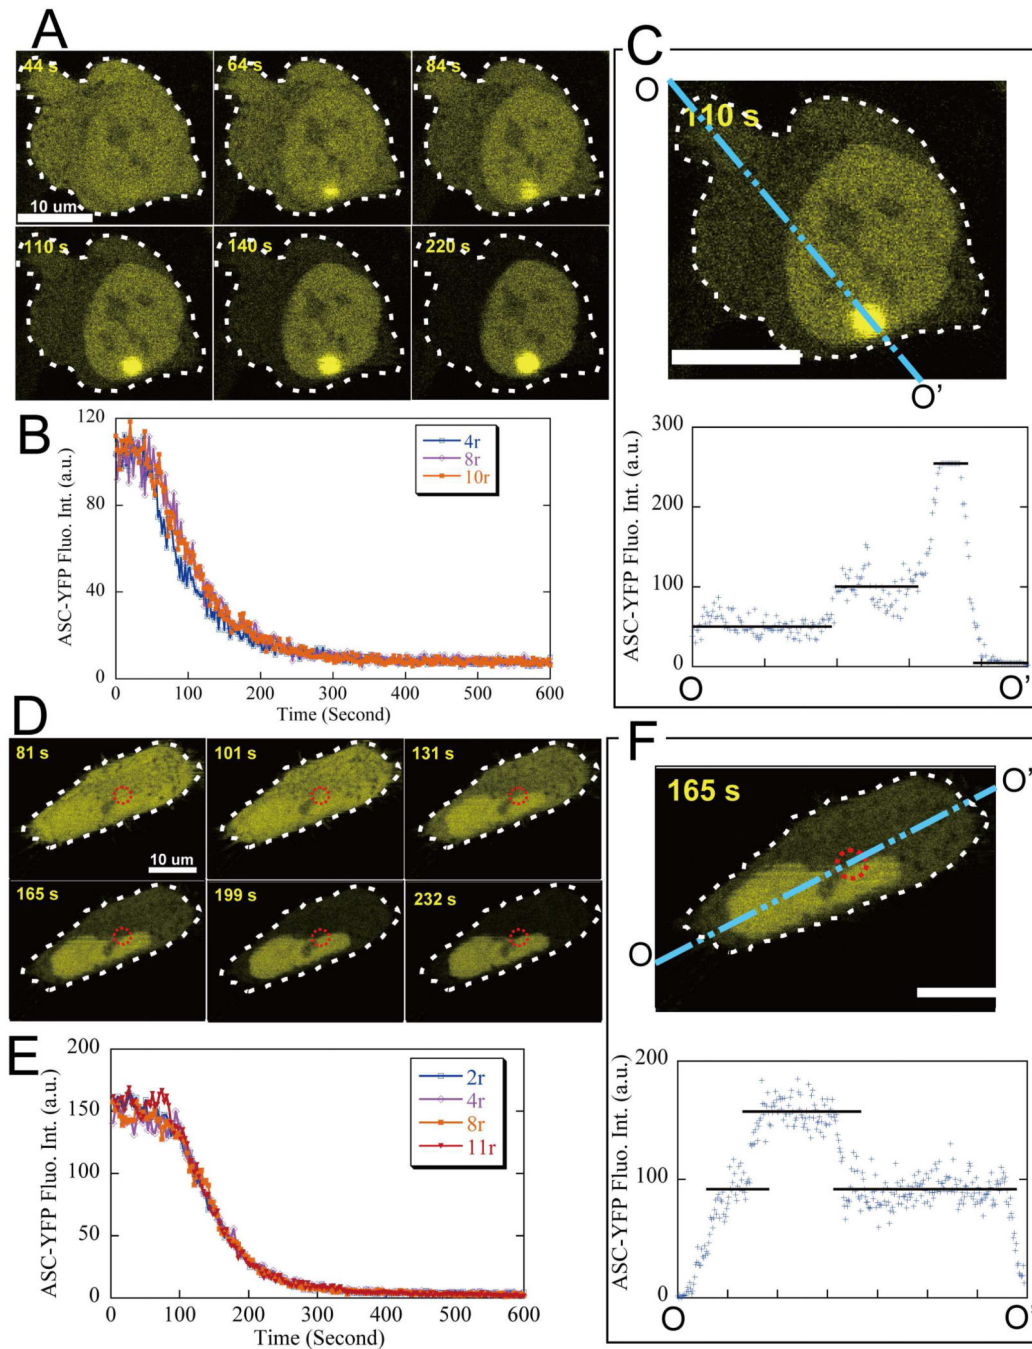 A
44 s
64 s
84 s
10 um
110 s
140 s
220 s
B
ASC-YFP Fluo. Int. (a.u.)
120
80
40
0
4r
8r
10r
0 100 200 300 400 500 600
Time (Second)
C
O
110 s
O'
ASC-YFP Fluo. Int. (a.u.)
300
200
100
0
O O'
D
81 s
101 s
131 s
10 um
165 s
199 s
232 s
E
ASC-YFP Fluo. Int. (a.u.)
200
150
100
50
0
2r
4r
8r
11r
0 100 200 300 400 500 600
Time (Second)
F
165 s
O'
O
ASC-YFP Fluo. Int. (a.u.)
200
100
0
O O'